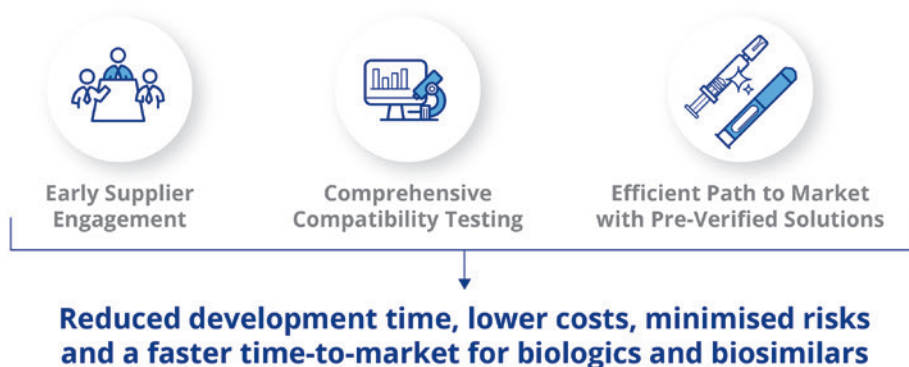 Early Supplier
Engagement
Comprehensive
Compatibility Testing
Efficient Path to Market
with Pre-Verified Solutions
Reduced development time, lower costs, minimised risks
and a faster time-to-market for biologics and biosimilars